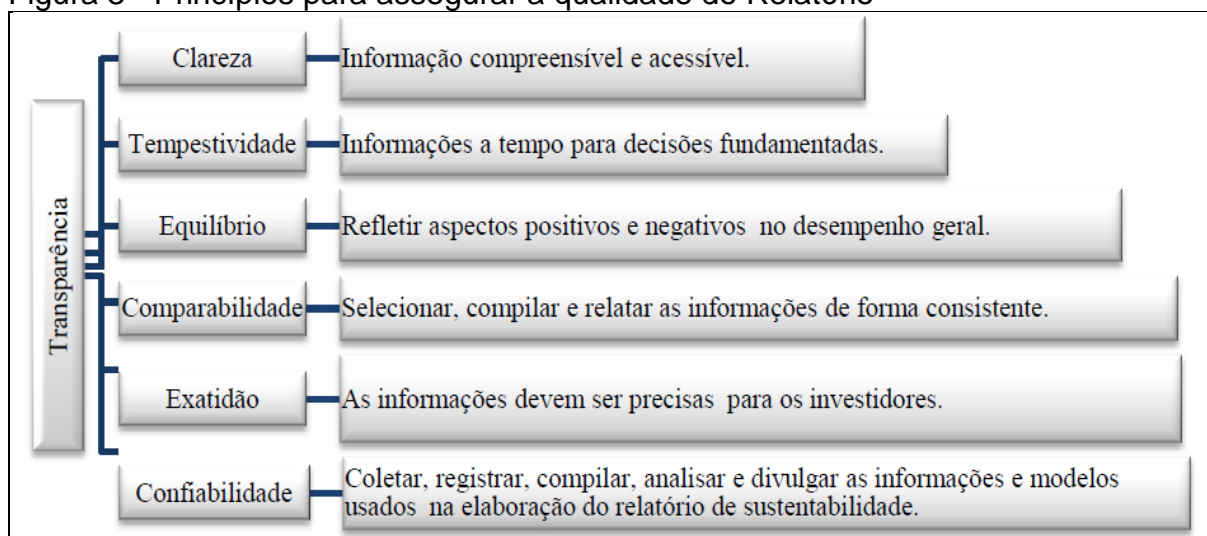 Transparência
Clareza
Informação compreensível e acessível.
Tempestividade
Informações a tempo para decisões fundamentadas.
Equilíbrio
Refletir aspectos positivos e negativos no desempenho geral.
Comparabilidade
Selecionar, compilar e relatar as informações de forma consistente.
Exatidão
As informações devem ser precisas para os investidores.
Confiabilidade
Coletar, registrar, compilar, analisar e divulgar as informações e modelos
usados na elaboração do relatório de sustentabilidade.